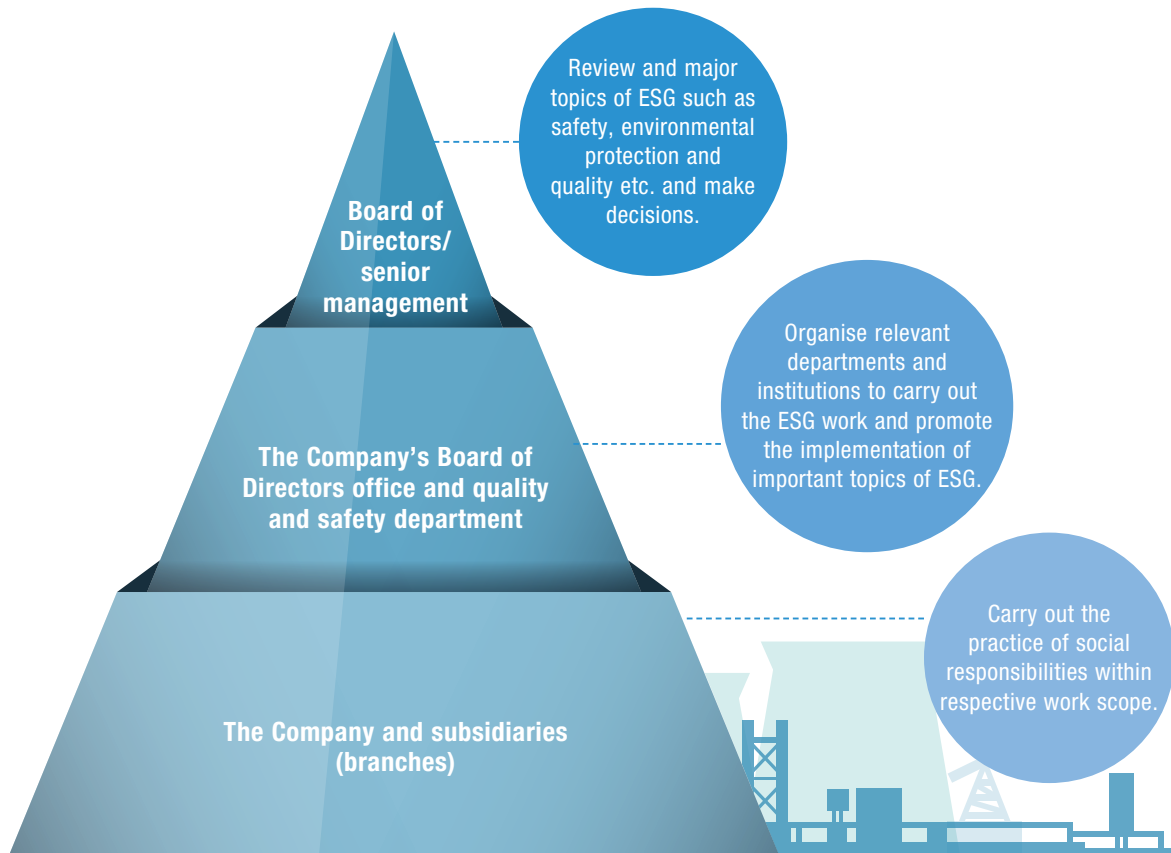 Review and major
topics of ESG such as
safety, environmental
protection and
quality etc. and make
decisions.
Board of
Directors/
senior
management
Organise relevant
departments and
institutions to carry out
the ESG work and promote
the implementation of
important topics of ESG.
The Company’s Board of
Directors office and quality
and safety department
Carry out the
practice of social
responsibilities within
respective work scope.
The Company and subsidiaries
(branches)